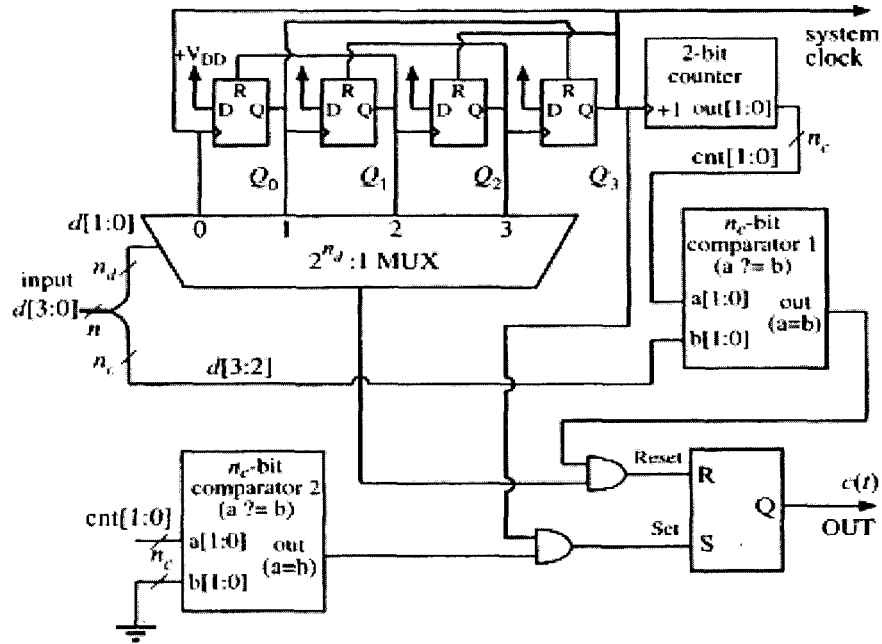 system
clock
+V_DD
R
D Q
R
D Q
R
D Q
R
D Q
2-bit
counter
+1 out[1:0]
n_c
cnt[1:0]
Q_0
Q_1
Q_2
Q_3
d[1:0]
0 1 2 3
2^{n_d}:1 MUX
n_d
input
d[3:0]
n
n_c
d[3:2]
n_c-bit
comparator 1
(a ?= b)
a[1:0]
out
(a=b)
b[1:0]
n_c-bit
comparator 2
(a ?= b)
cnt[1:0]
n_c
a[1:0]
out
(a=b)
b[1:0]
Reset
Set
R
Q
S
c(t)
OUT